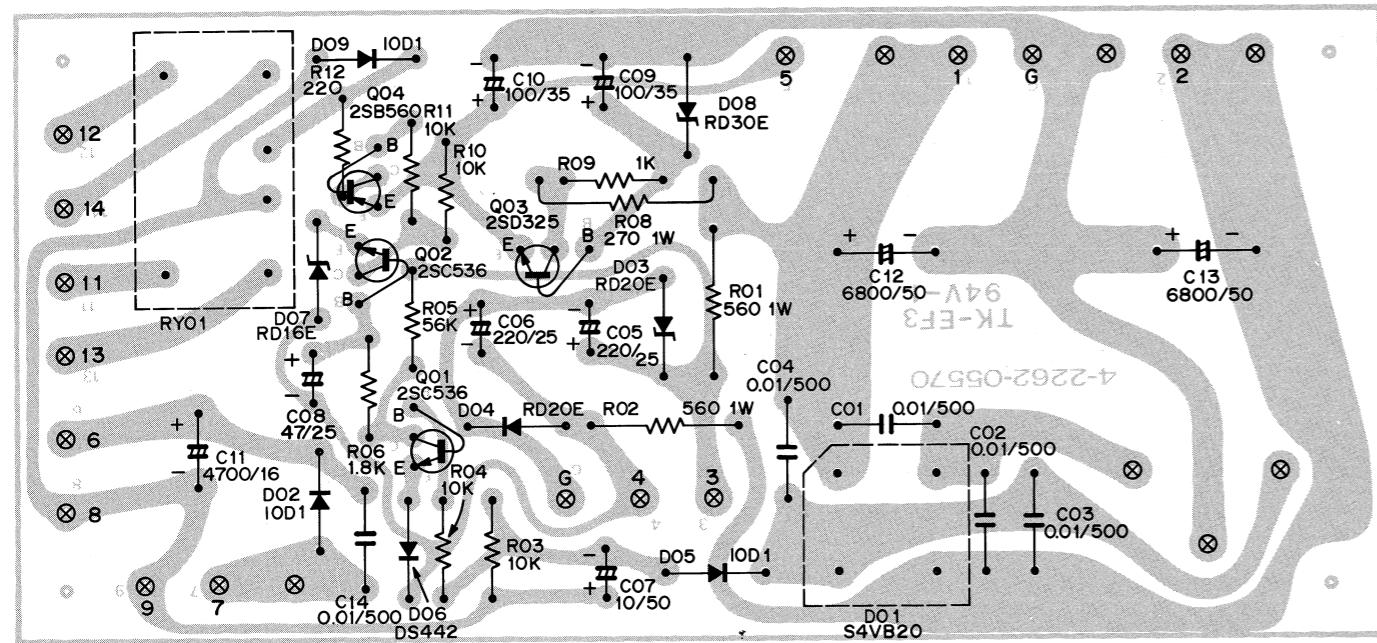 D09
10D1
R12
220
Q04
2SB560
R11
10K
B
E
R10
10K
-
C10
100/35
+
-
C09
100/35
+
D08
RD30E
5
1
G
2
12
14
11
13
6
8
R09
1K
R08
270 1W
Q03
2SD325
E
B
E
Q02
2SC536
B
D07
RD16E
RY01
D03
RD20E
R01
560 1W
+
-
C12
6800/50
+
-
C13
6800/50
94V-
TK-EF3
4-2262-05570
R05
56K
+
C06
220/25
-
-
C05
220/25
+
+
C08
47/25
-
Q01
2SC536
B
E
R06
1.8K
D04
RD20E
R02
560 1W
C04
0.01/500
C01
0.01/500
C02
0.01/500
C03
0.01/500
+
C11
4700/16
-
D02
10D1
R04
10K
G
4
3
R03
10K
-
C07
10/50
+
D05
10D1
9
7
C14
0.01/500
D06
DS442
D01
S4VB20